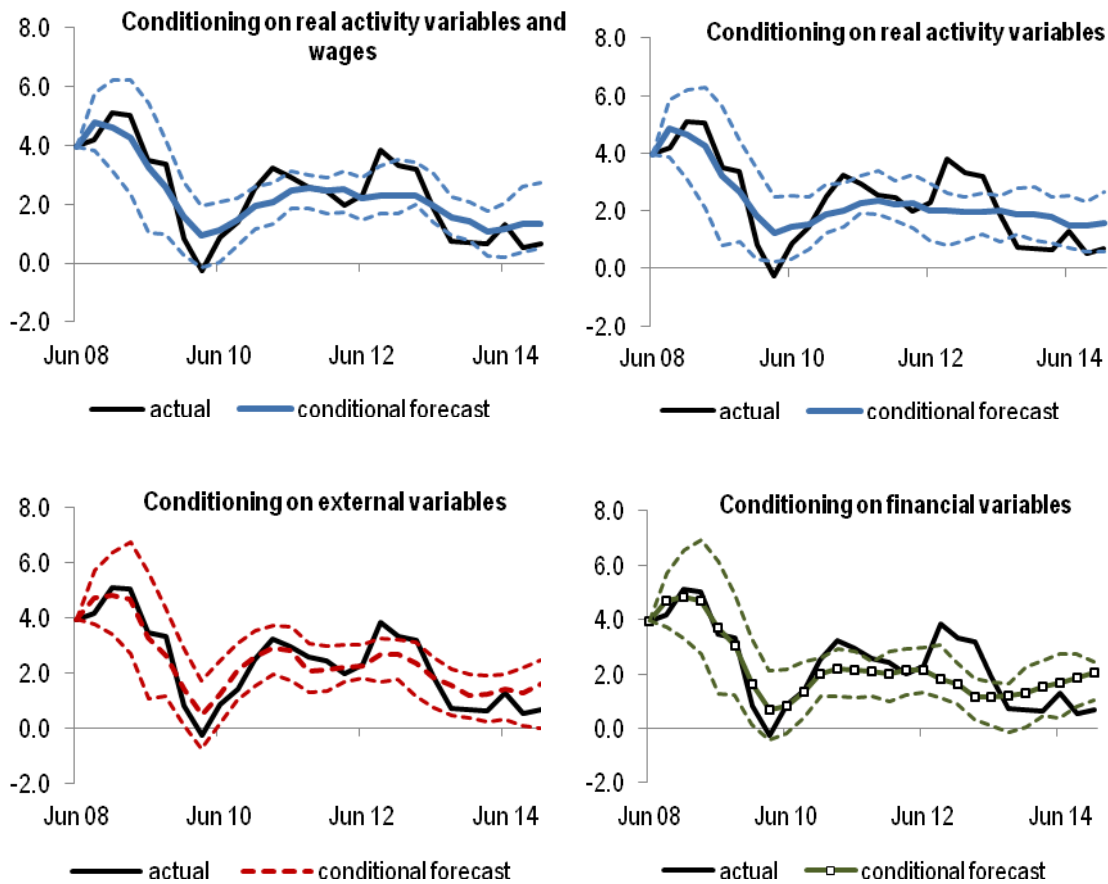 Conditioning on real activity variables and
wages
8.0
6.0
4.0
2.0
0.0
-2.0
Jun 08 Jun 10 Jun 12 Jun 14
actual conditional forecast
Conditioning on real activity variables
8.0
6.0
4.0
2.0
0.0
-2.0
Jun 08 Jun 10 Jun 12 Jun 14
actual conditional forecast
Conditioning on external variables
8.0
6.0
4.0
2.0
0.0
-2.0
Jun 08 Jun 10 Jun 12 Jun 14
actual conditional forecast
Conditioning on financial variables
8.0
6.0
4.0
2.0
0.0
-2.0
Jun 08 Jun 10 Jun 12 Jun 14
actual conditional forecast